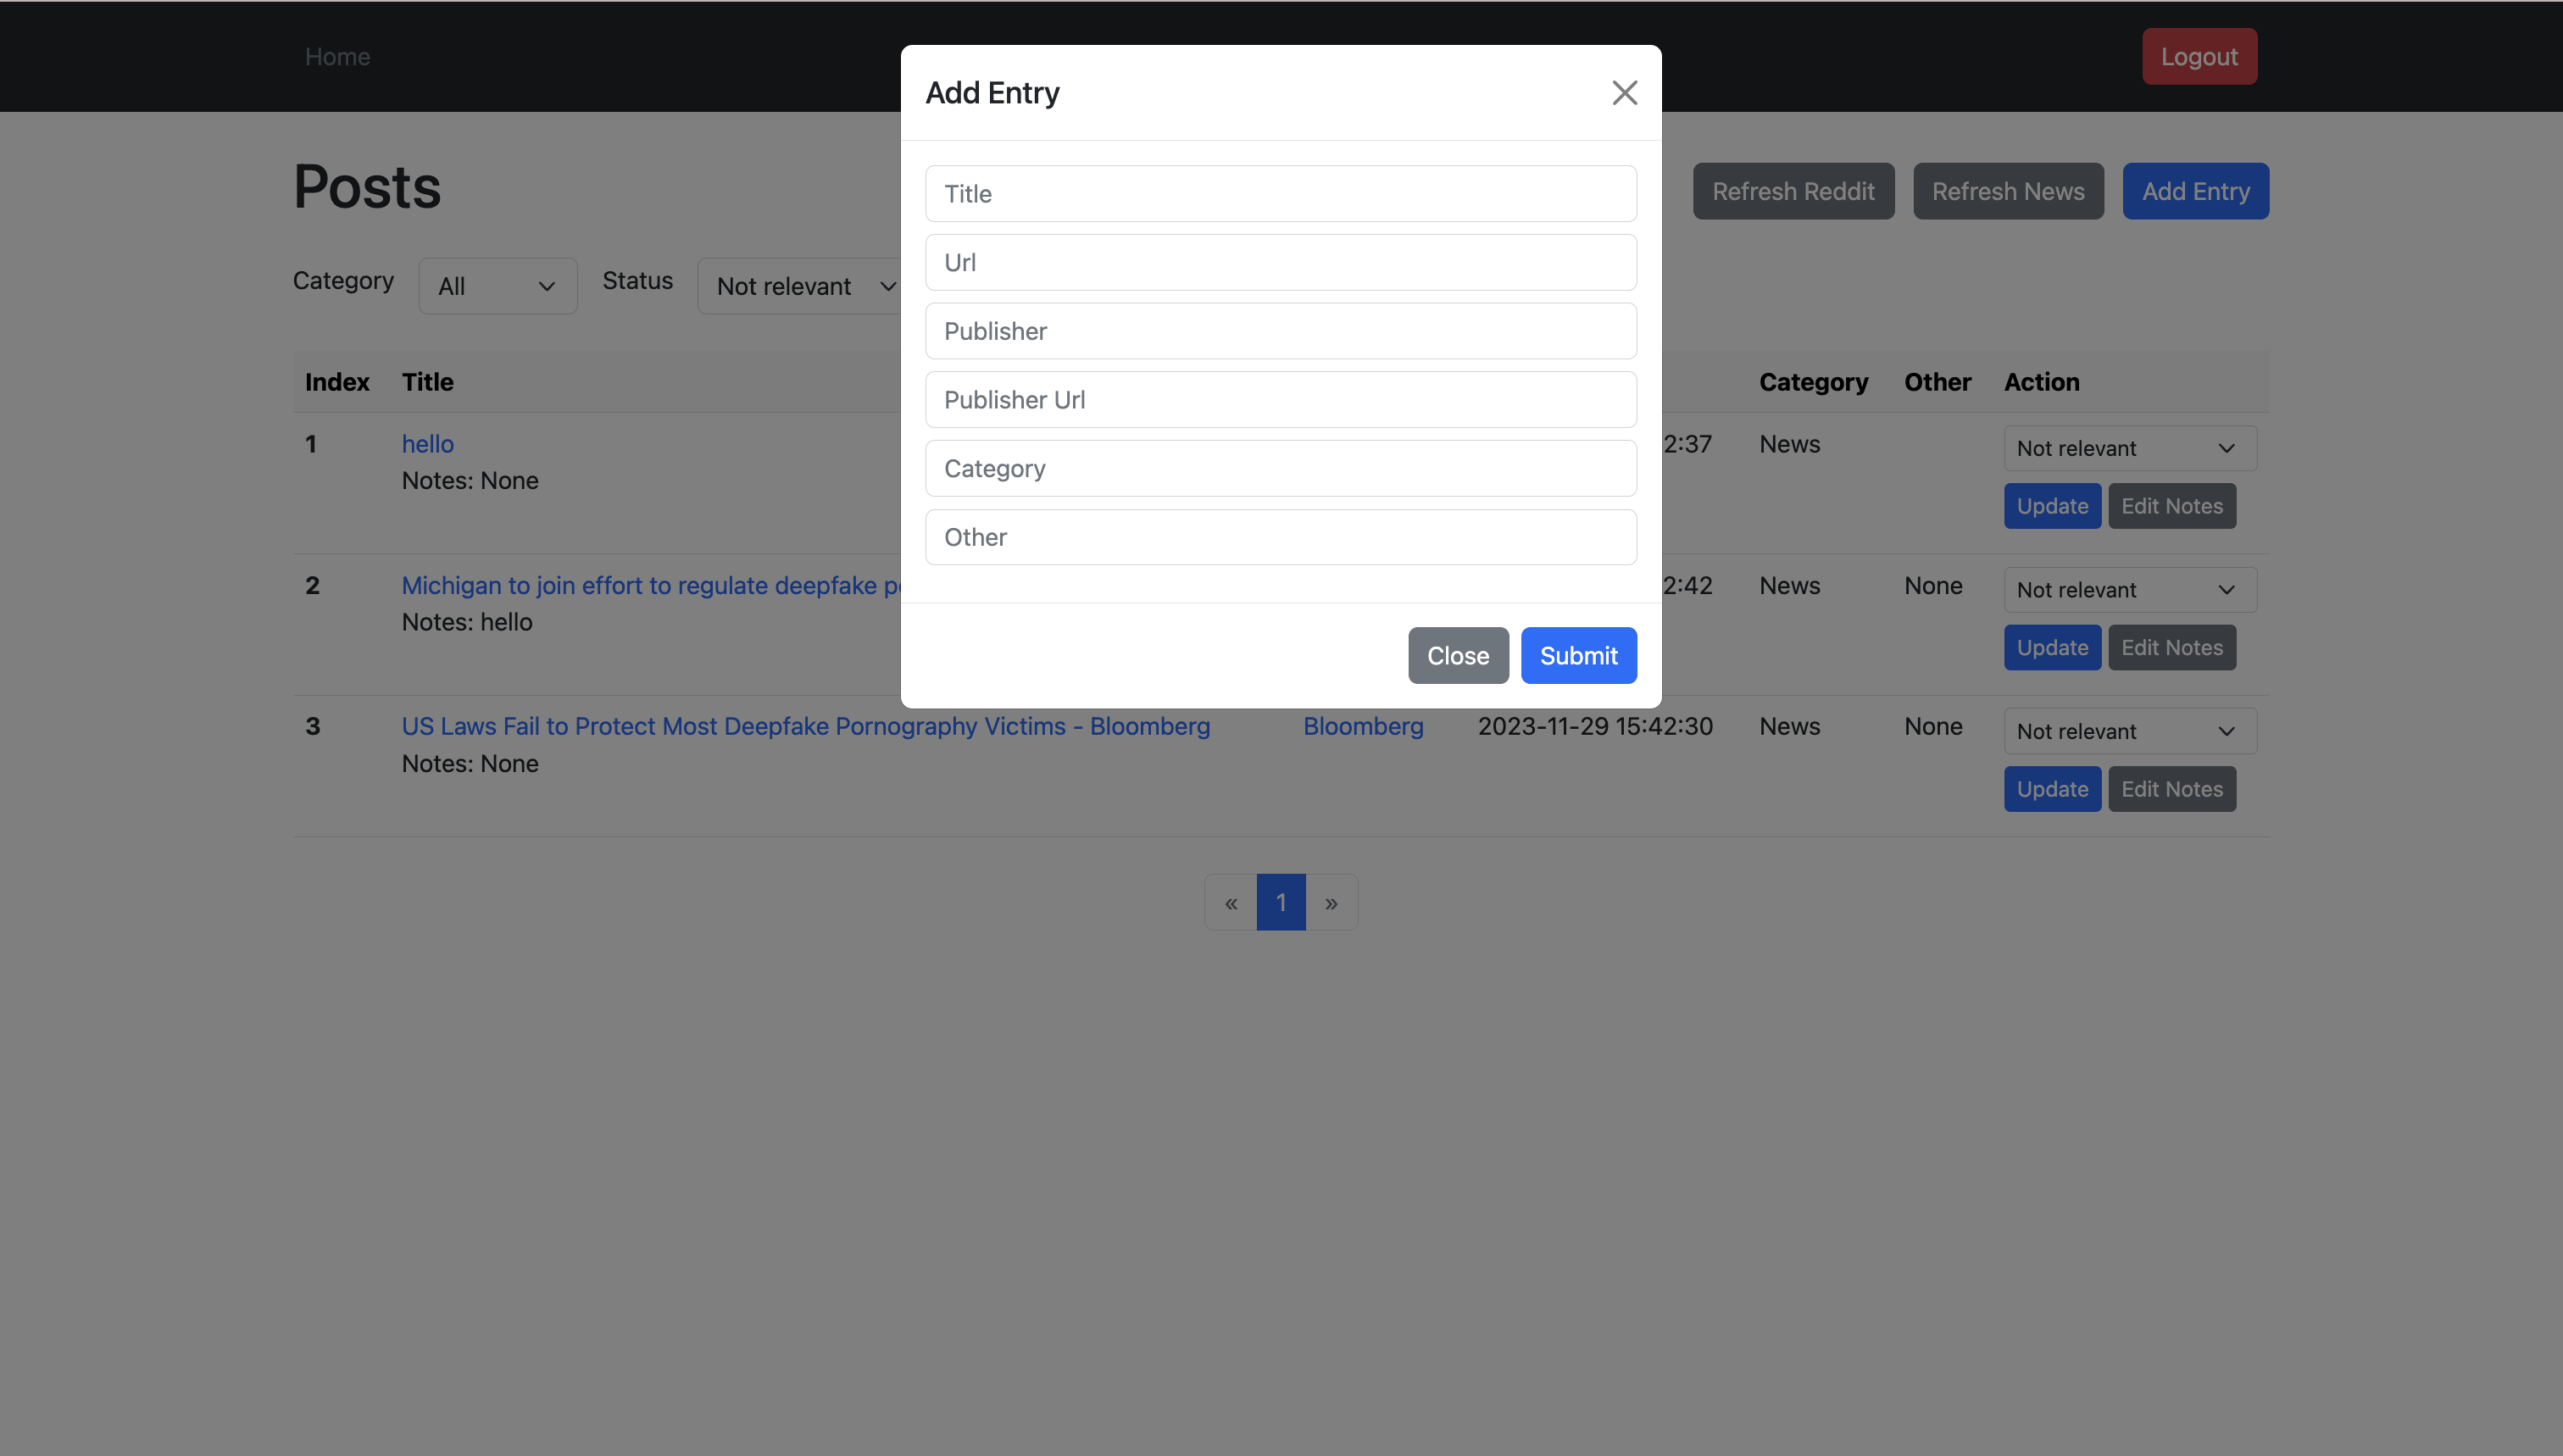 Home
Logout
Add Entry
Title
Url
Publisher
Publisher Url
Category
Other
Close Submit
Posts
Refresh Reddit Refresh News Add Entry
Category All Status Not relevant
Index Title Category Other Action
1 hello 2:37 News Not relevant
Notes: None
Update Edit Notes
2 Michigan to join effort to regulate deepfake 2:42 News None Not relevant
Notes: hello
Update Edit Notes
3 US Laws Fail to Protect Most Deepfake Pornography Victims - Bloomberg Bloomberg 2023-11-29 15:42:30 News None Not relevant
Notes: None
Update Edit Notes
« 1 »